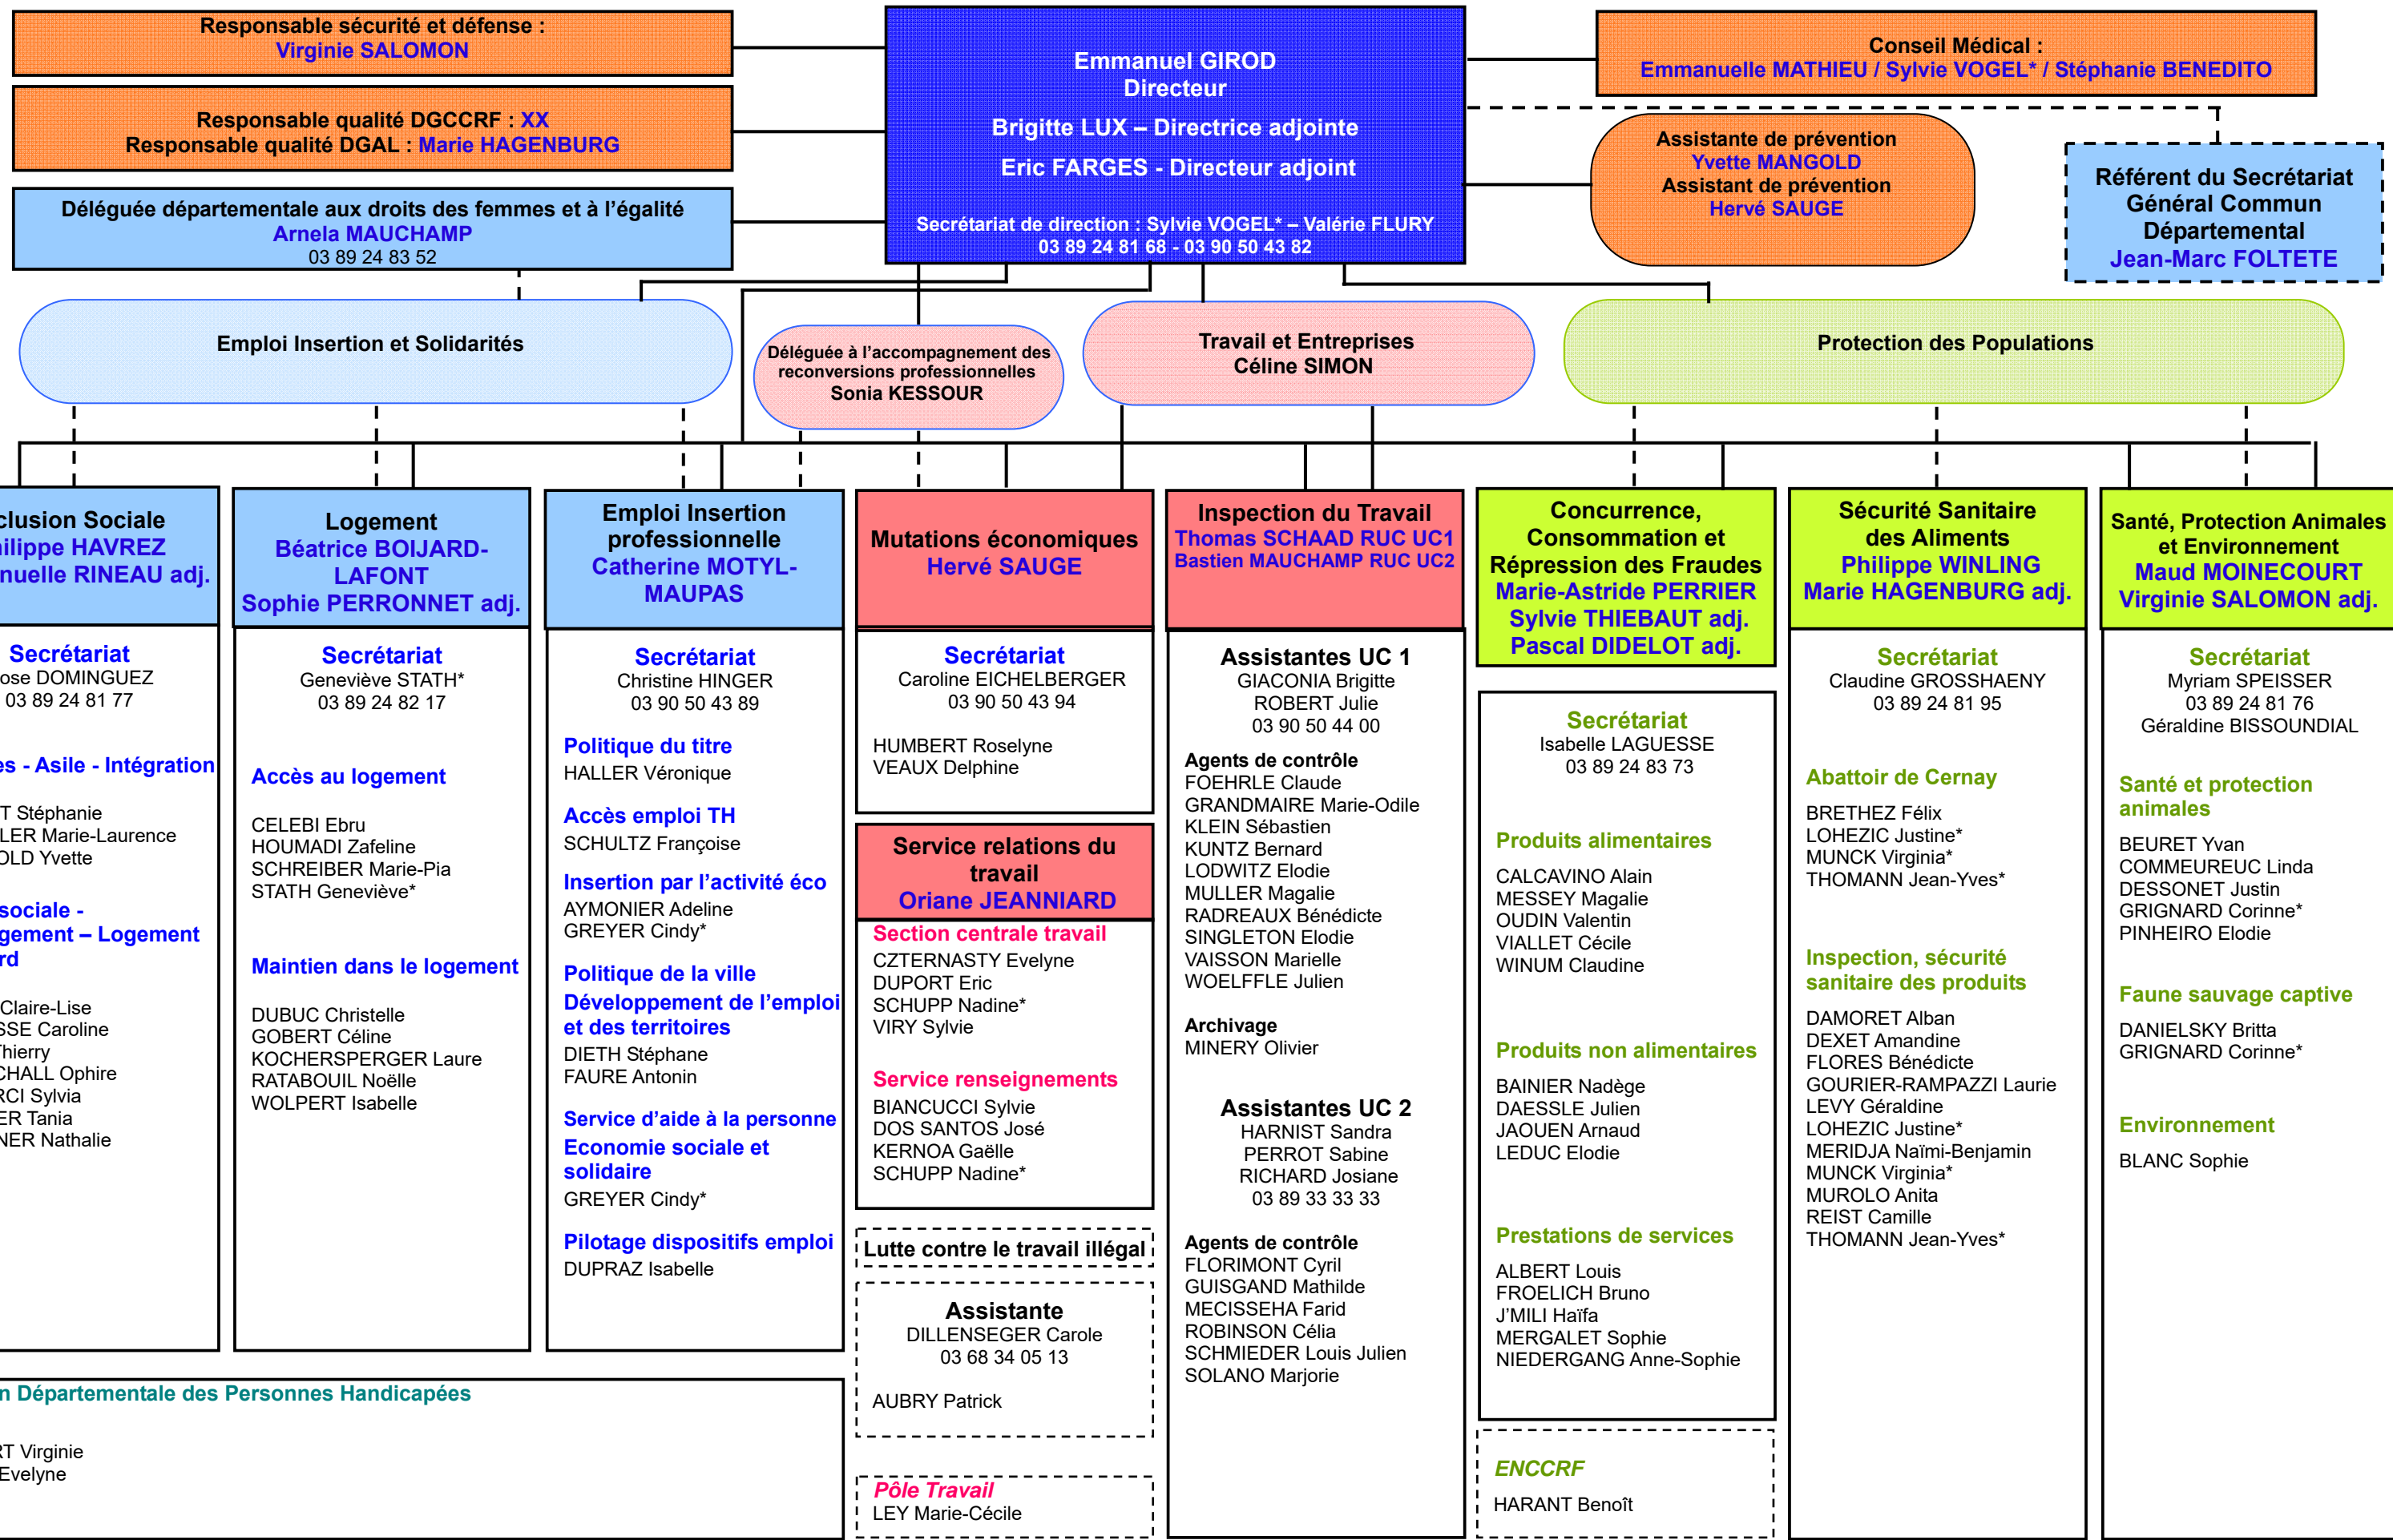 Responsable sécurité et défense :
Virginie SALOMON
Responsable qualité DGCCRF : XX
Responsable qualité DGAL : Marie HAGENBURG
Déléguée départementale aux droits des femmes et à l'égalité
Arnela MAUCHAMP
03 89 24 83 52
Emmanuel GIROD
Directeur
Brigitte LUX – Directrice adjointe
Eric FARGES - Directeur adjoint
Secrétariat de direction : Sylvie VOGEL* – Valérie FLURY
03 89 24 81 68 - 03 90 50 43 82
Conseil Médical :
Emmanuelle MATHIEU / Sylvie VOGEL* / Stéphanie BENEDITO
Assistante de prévention
Yvette MANGOLD
Assistant de prévention
Hervé SAUGE
Référent du Secrétariat
Général Commun
Départemental
Jean-Marc FOLTETE
Emploi Insertion et Solidarités
Déléguée à l'accompagnement des
reconversions professionnelles
Sonia KESSOUR
Travail et Entreprises
Céline SIMON
Protection des Populations
clusion Sociale
ilippe HAVREZ
nuelle RINEAU adj.
Secrétariat
ose DOMINGUEZ
03 89 24 81 77
es - Asile - Intégration
T Stéphanie
LER Marie-Laurence
OLD Yvette
sociale -
gement – Logement
rd
Claire-Lise
SSE Caroline
hierry
CHALL Ophire
RCI Sylvia
ER Tania
NER Nathalie
Logement
Béatrice BOIJARD-
LAFONT
Sophie PERRONNET adj.
Secrétariat
Geneviève STATH*
03 89 24 82 17
Accès au logement
CELEBI Ebru
HOUMADI Zafeline
SCHREIBER Marie-Pia
STATH Geneviève*
Maintien dans le logement
DUBUC Christelle
GOBERT Céline
KOCHERSPERGER Laure
RATABOUIL Noëlle
WOLPERT Isabelle
Emploi Insertion
professionnelle
Catherine MOTYL-
MAUPAS
Secrétariat
Christine HINGER
03 90 50 43 89
Politique du titre
HALLER Véronique
Accès emploi TH
SCHULTZ Françoise
Insertion par l'activité éco
AYMONIER Adeline
GREYER Cindy*
Politique de la ville
Développement de l'emploi
et des territoires
DIETH Stéphane
FAURE Antonin
Service d'aide à la personne
Economie sociale et
solidaire
GREYER Cindy*
Pilotage dispositifs emploi
DUPRAZ Isabelle
n Départementale des Personnes Handicapées
RT Virginie
Evelyne
Mutations économiques
Hervé SAUGE
Secrétariat
Caroline EICHELBERGER
03 90 50 43 94
HUMBERT Roselyne
VEAUX Delphine
Service relations du
travail
Oriane JEANNIARD
Section centrale travail
CZTERNASTY Evelyne
DUPORT Eric
SCHUPP Nadine*
VIRY Sylvie
Service renseignements
BIANCUCCI Sylvie
DOS SANTOS José
KERNOA Gaëlle
SCHUPP Nadine*
Lutte contre le travail illégal
Assistante
DILLENSEGER Carole
03 68 34 05 13
AUBRY Patrick
Pôle Travail
LEY Marie-Cécile
Inspection du Travail
Thomas SCHAAD RUC UC1
Bastien MAUCHAMP RUC UC2
Assistantes UC 1
GIACONIA Brigitte
ROBERT Julie
03 90 50 44 00
Agents de contrôle
FOEHRLE Claude
GRANDMAIRE Marie-Odile
KLEIN Sébastien
KUNTZ Bernard
LODWITZ Elodie
MULLER Magalie
RADREAUX Bénédicte
SINGLETON Elodie
VAISSON Marielle
WOELFFLE Julien
Archivage
MINERY Olivier
Assistantes UC 2
HARNIST Sandra
PERROT Sabine
RICHARD Josiane
03 89 33 33 33
Agents de contrôle
FLORIMONT Cyril
GUISGAND Mathilde
MECISSEHA Farid
ROBINSON Célia
SCHMIEDER Louis Julien
SOLANO Marjorie
Concurrence,
Consommation et
Répression des Fraudes
Marie-Astride PERRIER
Sylvie THIEBAUT adj.
Pascal DIDELOT adj.
Secrétariat
Isabelle LAGUESSE
03 89 24 83 73
Produits alimentaires
CALCAVINO Alain
MESSEY Magalie
OUDIN Valentin
VIALLET Cécile
WINUM Claudine
Produits non alimentaires
BAINIER Nadège
DAESSLE Julien
JAOUEN Arnaud
LEDUC Elodie
Prestations de services
ALBERT Louis
FROELICH Bruno
J'MILI Haïfa
MERGALET Sophie
NIEDERGANG Anne-Sophie
ENCCRF
HARANT Benoît
Sécurité Sanitaire
des Aliments
Philippe WINLING
Marie HAGENBURG adj.
Secrétariat
Claudine GROSSHAENY
03 89 24 81 95
Abattoir de Cernay
BRETHEZ Félix
LOHEZIC Justine*
MUNCK Virginia*
THOMANN Jean-Yves*
Inspection, sécurité
sanitaire des produits
DAMORET Alban
DEXET Amandine
FLORES Bénédicte
GOURIER-RAMPAZZI Laurie
LEVY Géraldine
LOHEZIC Justine*
MERIDJA Naïmi-Benjamin
MUNCK Virginia*
MUROLO Anita
REIST Camille
THOMANN Jean-Yves*
Santé, Protection Animales
et Environnement
Maud MOINECOURT
Virginie SALOMON adj.
Secrétariat
Myriam SPEISSER
03 89 24 81 76
Géraldine BISSOUNDIAL
Santé et protection
animales
BEURET Yvan
COMMEUREUC Linda
DESSONET Justin
GRIGNARD Corinne*
PINHEIRO Elodie
Faune sauvage captive
DANIELSKY Britta
GRIGNARD Corinne*
Environnement
BLANC Sophie